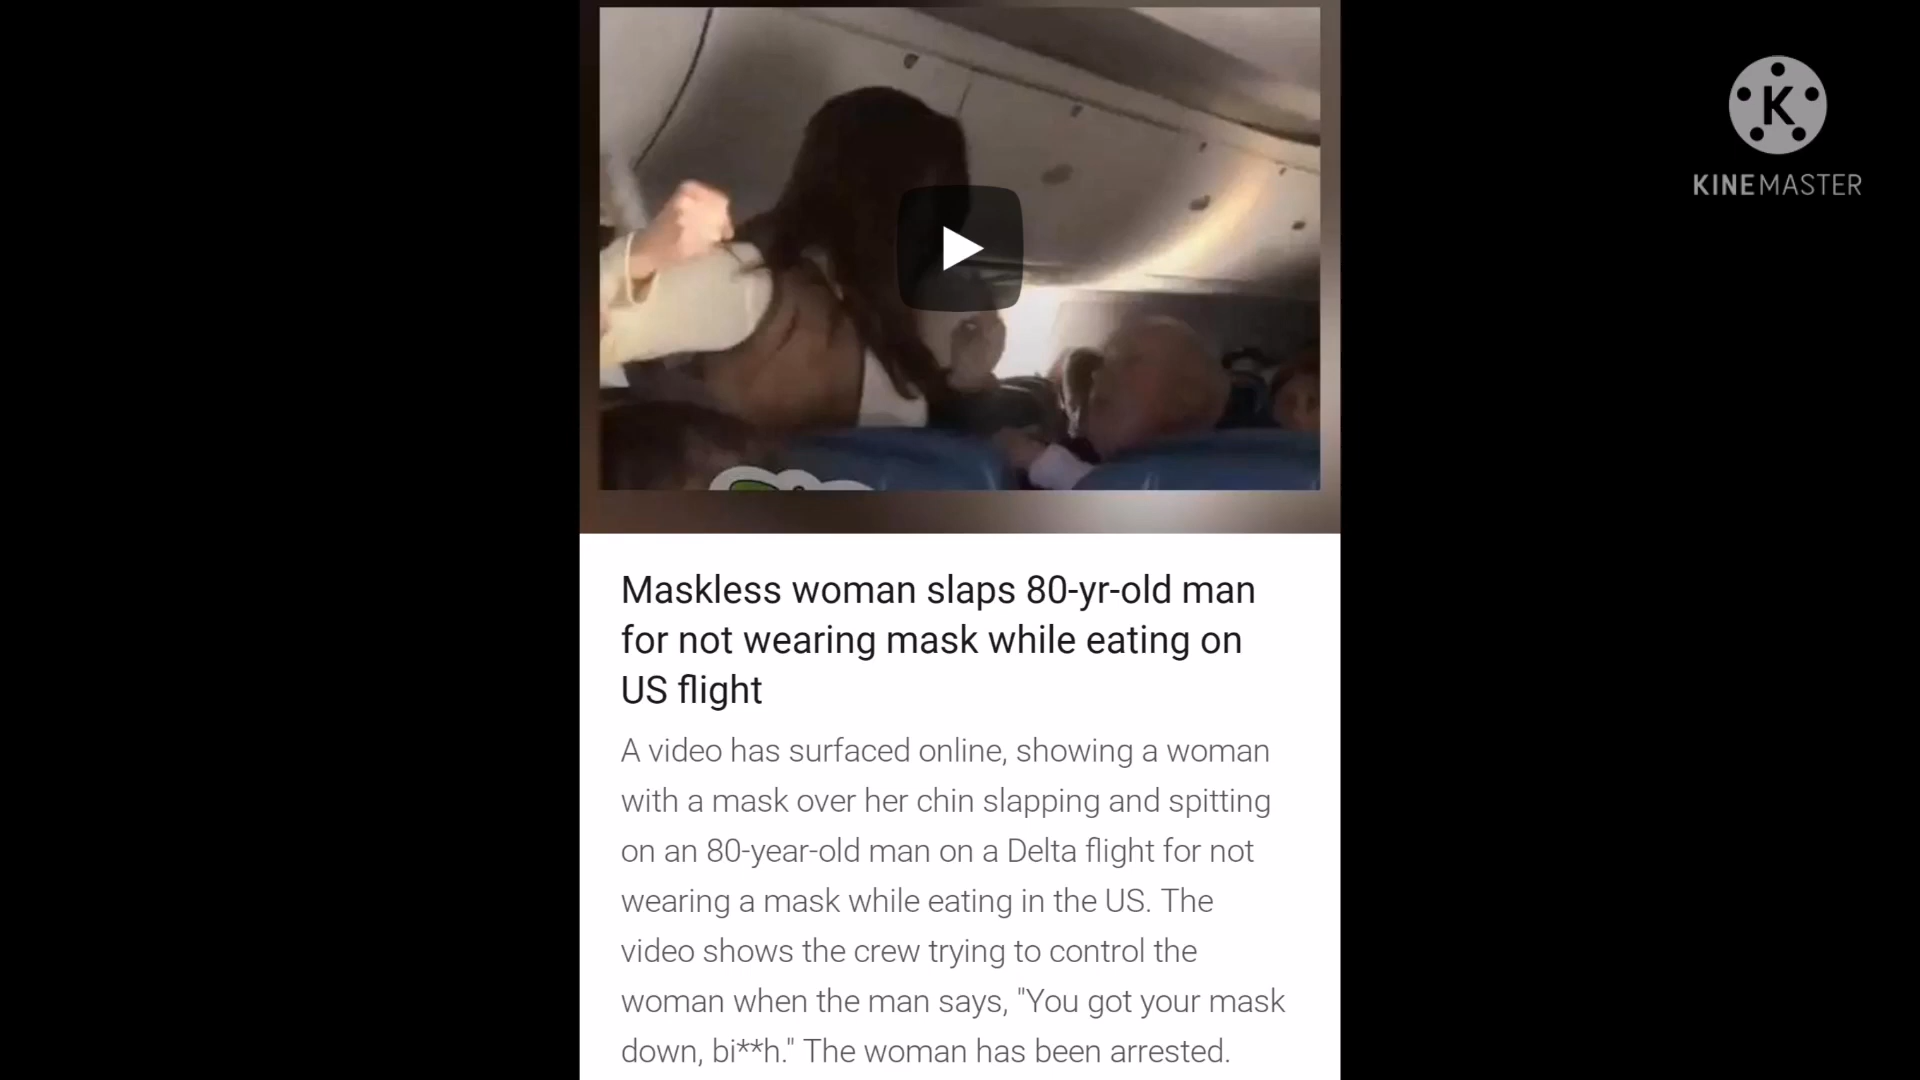 K
KINEMASTER
Maskless woman slaps 80-yr-old man
for not wearing mask while eating on
US flight
A video has surfaced online, showing a woman
with a mask over her chin slapping and spitting
on an 80-year-old man on a Delta flight for not
wearing a mask while eating in the US. The
video shows the crew trying to control the
woman when the man says, "You got your mask
down, bi**h." The woman has been arrested.